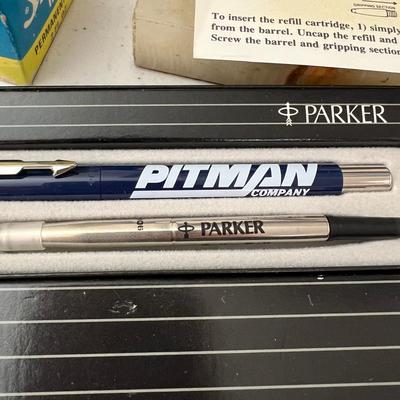 PERMANENT
GRIPPING SECTION
To insert the refill cartridge, 1) simply
from the barrel. Uncap the refill and
Screw the barrel and gripping section
PARKER
PITMAN
COMPANY
PARKER